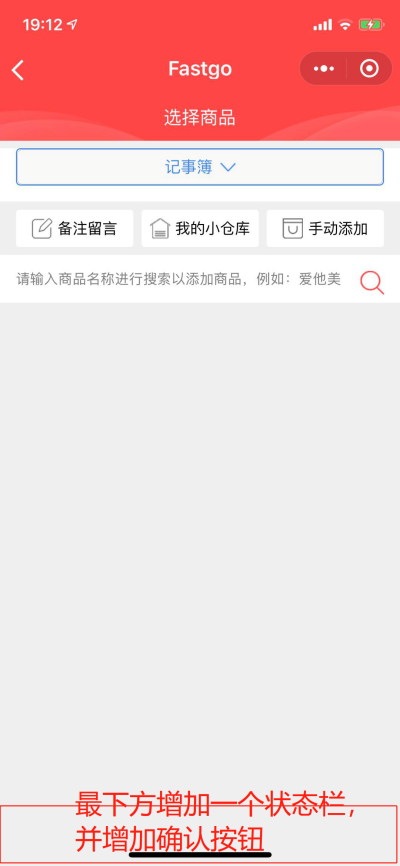 19:12
Fastgo
选择商品
记事簿
备注留言 我的小仓库 手动添加
请输入商品名称进行搜索以添加商品，例如：爱他美
最下方增加一个状态栏，
并增加确认按钮